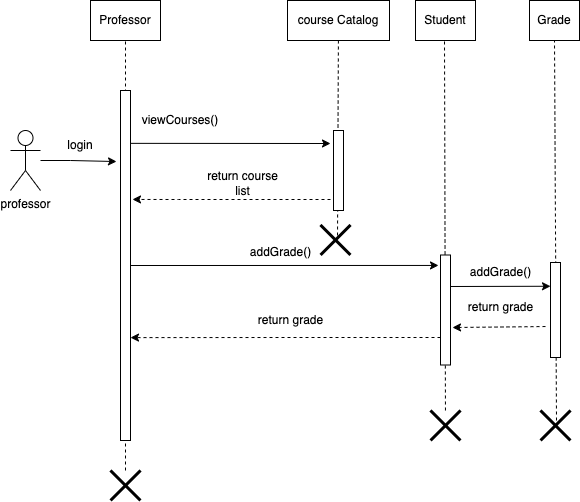 Professor
course Catalog
Student
Grade
viewCourses()
login
return course
list
professor
addGrade()
addGrade()
return grade
return grade